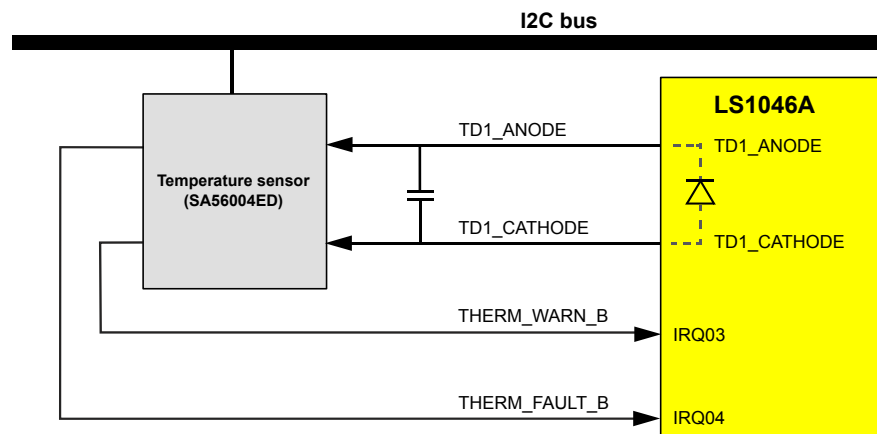 I2C bus
LS1046A
TD1_ANODE
TD1_ANODE
Temperature sensor
(SA56004ED)
TD1_CATHODE
TD1_CATHODE
THERM_WARN_B
IRQ03
THERM_FAULT_B
IRQ04